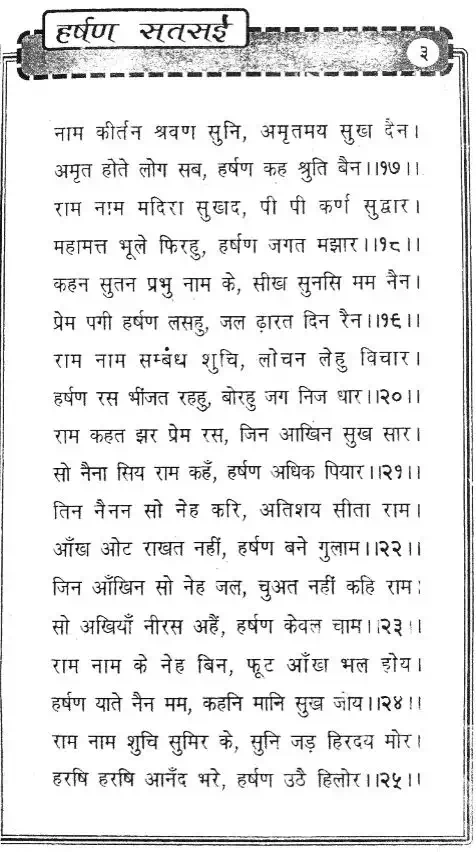 हर्षण सतसई
३
नाम कीर्तन श्रवण सुनि, अमृतमय सुख दैन।
अमृत होते लोग सब, हर्षण कह श्रुति बैन।।१७।।
राम नाम मदिरा सुखद, पी पी कर्ण सुद्वार।
महामत्त भूले फिरहु, हर्षण जगत मझार।।१८।।
कहन सुतन प्रभु नाम के, सीख सुनसि मम नैन।
प्रेम पगी हर्षण लसहु, जल ढ़ारत दिन रैन।।१९।।
राम नाम सम्बंध शुचि, लोचन लेहु विचार।
हर्षण रस भींजत रहहु, बोरहु जग निज धार।।२०।।
राम कहत झर प्रेम रस, जिन आखिन सुख सार।
सो नैना सिय राम कहँ, हर्षण अधिक पियार।।२१।।
तिन नैनन सो नेह करि, अतिशय सीता राम।
आँख ओट राखत नहीं, हर्षण बने गुलाम।।२२।।
जिन आँखिन सो नेह जल, चुअत नहीं कहि राम।
सो अखियाँ नीरस अहैं, हर्षण केवल चाम।।२३।।
राम नाम के नेह बिन, फूट आँख भल होय।
हर्षण याते नैन मम, कहनि मानि सुख जोय।।२४।।
राम नाम शुचि सुमिर के, सुनि जड़ हिरदय मोर।
हरषि हरषि आनँद भरे, हर्षण उठै हिलोर।।२५।।